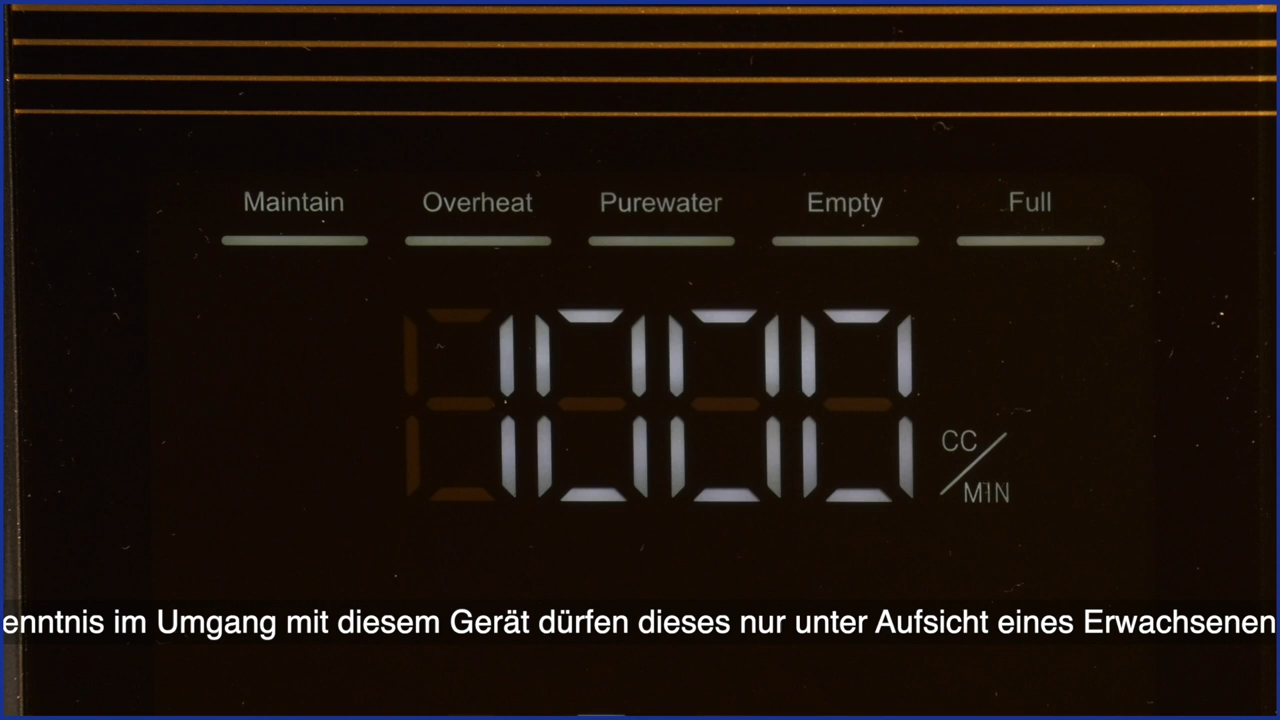 Maintain Overheat Purewater Empty Full
1000
CC/MIN
enntnis im Umgang mit diesem Gerät dürfen dieses nur unter Aufsicht eines Erwachsenen